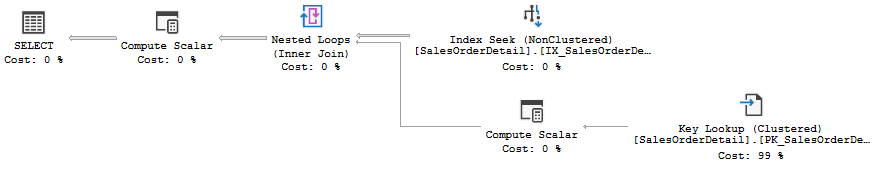 SELECT
Cost: 0 %
Compute Scalar
Cost: 0 %
Nested Loops
(Inner Join)
Cost: 0 %
Index Seek (NonClustered)
[SalesOrderDetail].[IX_SalesOrderDe…
Cost: 0 %
Compute Scalar
Cost: 0 %
Key Lookup (Clustered)
[SalesOrderDetail].[PK_SalesOrderDe…
Cost: 99 %